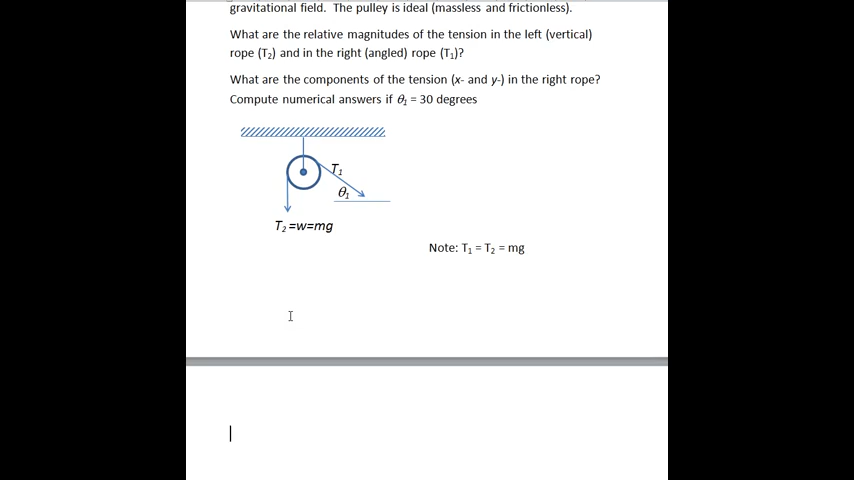 gravitational field. The pulley is ideal (massless and frictionless).
What are the relative magnitudes of the tension in the left (vertical)
rope (T₂) and in the right (angled) rope (T₁)?
What are the components of the tension (x- and y-) in the right rope?
Compute numerical answers if θ₁ = 30 degrees
T₁
θ₁
T₂ =w=mg
Note: T₁ = T₂ = mg